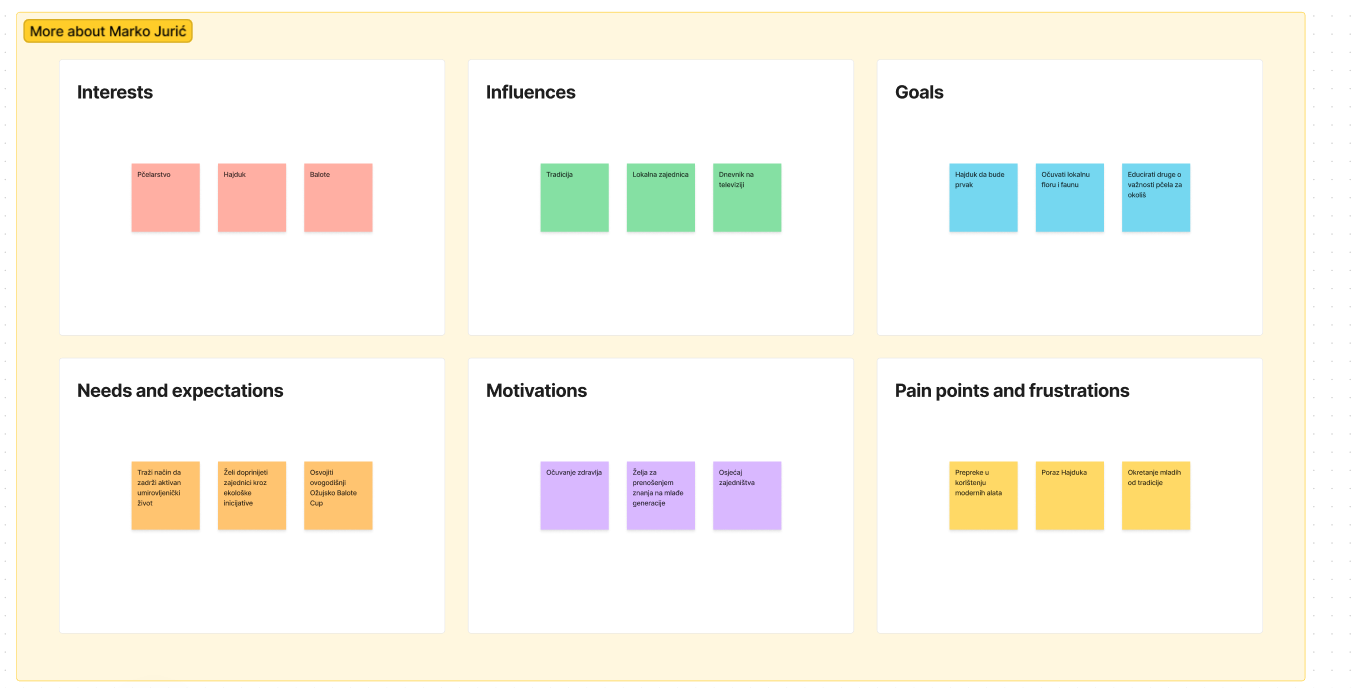 More about Marko Jurić
Interests
Pčelarstvo
Hajduk
Balote
Influences
Tradicija
Lokalna zajednica
Dnevnik na
televiziji
Goals
Hajduk da bude
prvak
Očuvati lokalnu
floru i faunu
Educirati druge o
važnosti pčela za
okoliš
Needs and expectations
Traži način da
zadrži aktivan
umirovljenički
život
Želi doprinijeti
zajednici kroz
ekološke
inicijative
Osvojiti
ovogodišnji
Ožujsko Balote
Cup
Motivations
Očuvanje zdravlja
Želja za
prenošenjem
znanja na mlađe
generacije
Osjećaj
zajedništva
Pain points and frustrations
Prepreke u
korištenju
modernih alata
Poraz Hajduka
Okretanje mladih
od tradicije